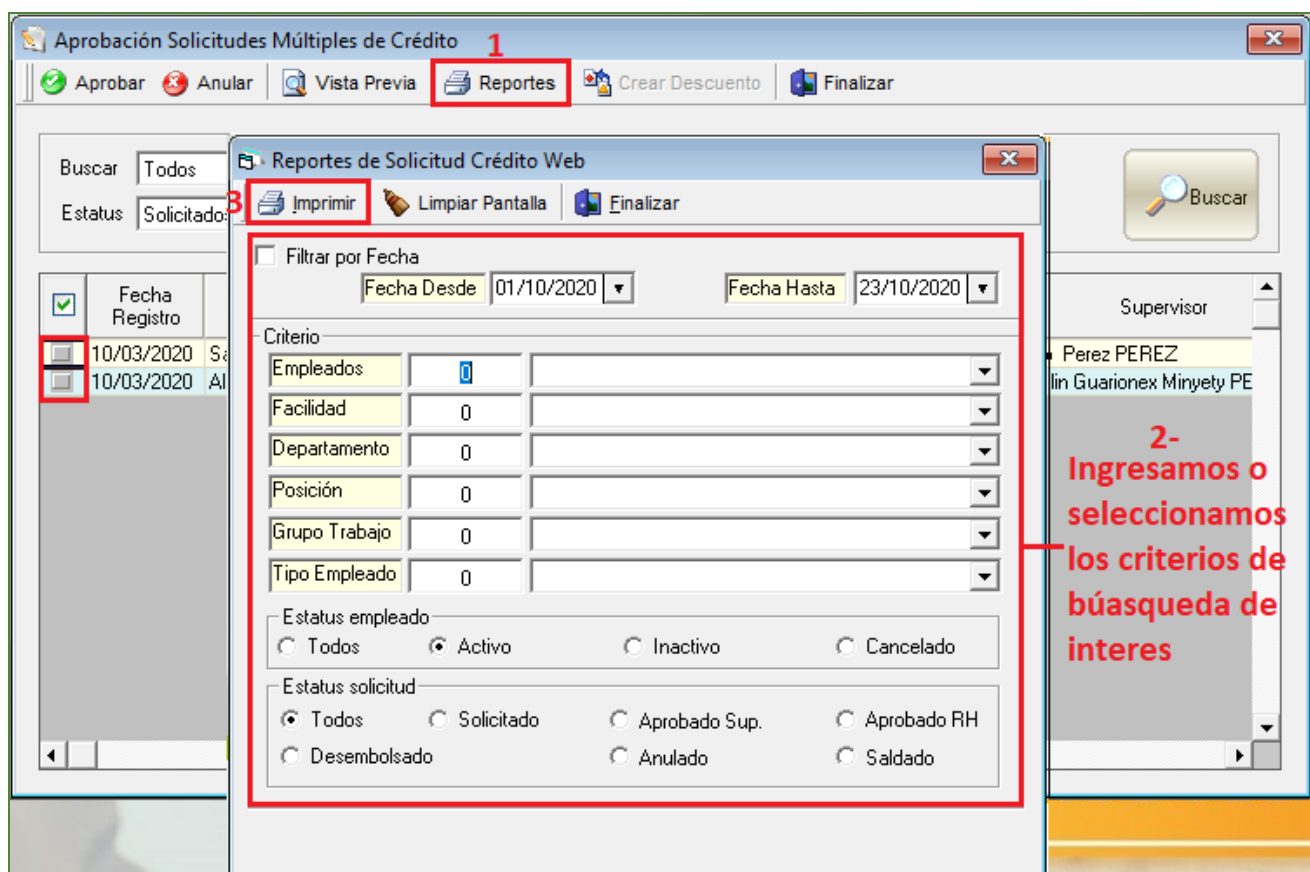 Aprobación Solicitudes Múltiples de Crédito
1
Aprobar Anular Vista Previa Reportes Crear Descuento Finalizar
Buscar Todos
Estatus Solicitados
Buscar
Reportes de Solicitud Crédito Web
3
Imprimir Limpiar Pantalla Finalizar
Filtrar por Fecha
Fecha Desde 01/10/2020 Fecha Hasta 23/10/2020
Criterio
Empleados 0
Facilidad 0
Departamento 0
Posición 0
Grupo Trabajo 0
Tipo Empleado 0
Estatus empleado
Todos Activo Inactivo Cancelado
Estatus solicitud
Todos Solicitado Aprobado Sup. Aprobado RH
Desembolsado Anulado Saldado
Fecha
Registro
Supervisor
10/03/2020 Perez PEREZ
10/03/2020 Guarionex Minyety PE
2-
Ingresamos o
seleccionamos
los criterios de
búasqueda de
interes